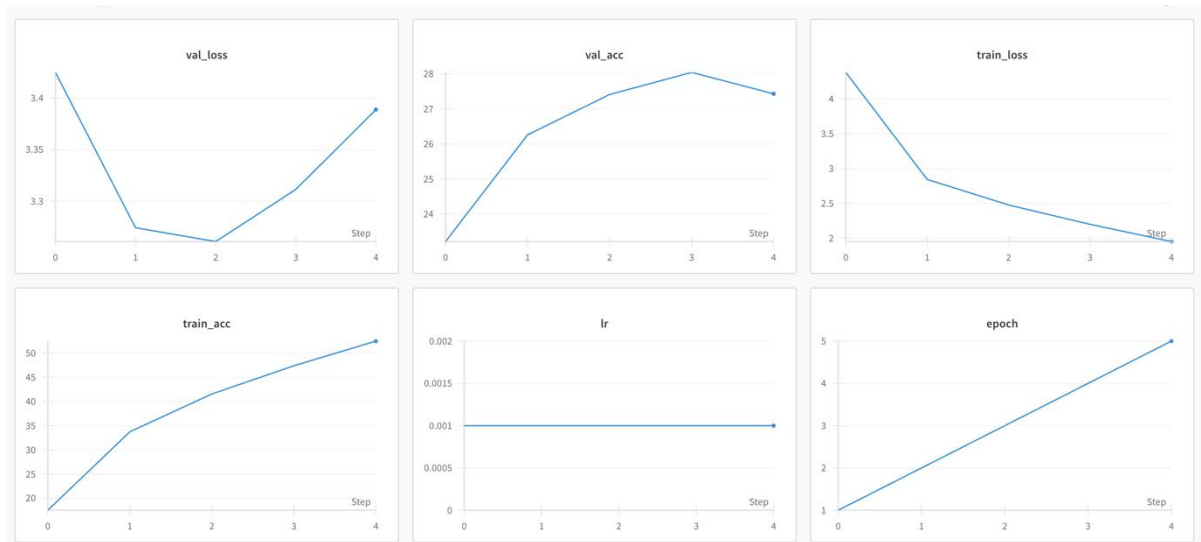 val_loss
3.4
3.35
3.3
Step
0 1 2 3 4
val_acc
28
27
26
25
24
Step
0 1 2 3 4
train_loss
4
3.5
3
2.5
2
Step
0 1 2 3 4
train_acc
50
45
40
35
30
25
20
Step
0 1 2 3 4
lr
0.002
0.0015
0.001
0.0005
0
Step
0 1 2 3 4
epoch
5
4
3
2
1
Step
0 1 2 3 4